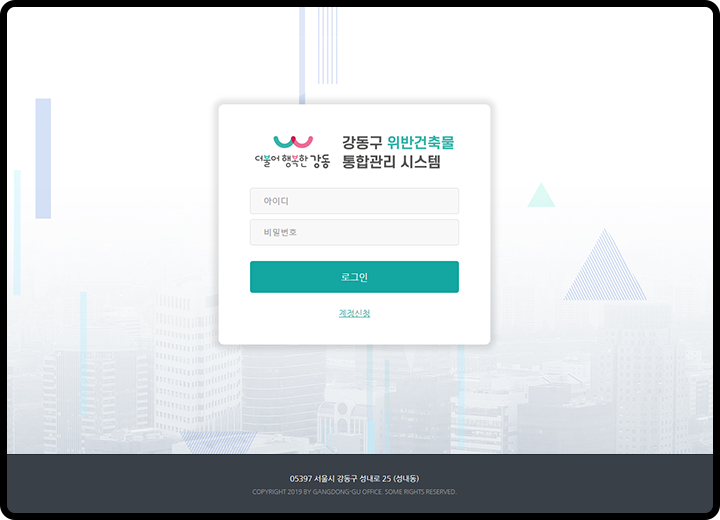 더불어 행복한 강동
강동구 위반건축물
통합관리 시스템
아이디
비밀번호
로그인
계정신청
05397 서울시 강동구 성내로 25 (성내동)
COPYRIGHT 2019 BY GANGDONG-GU OFFICE. SOME RIGHTS RESERVED.